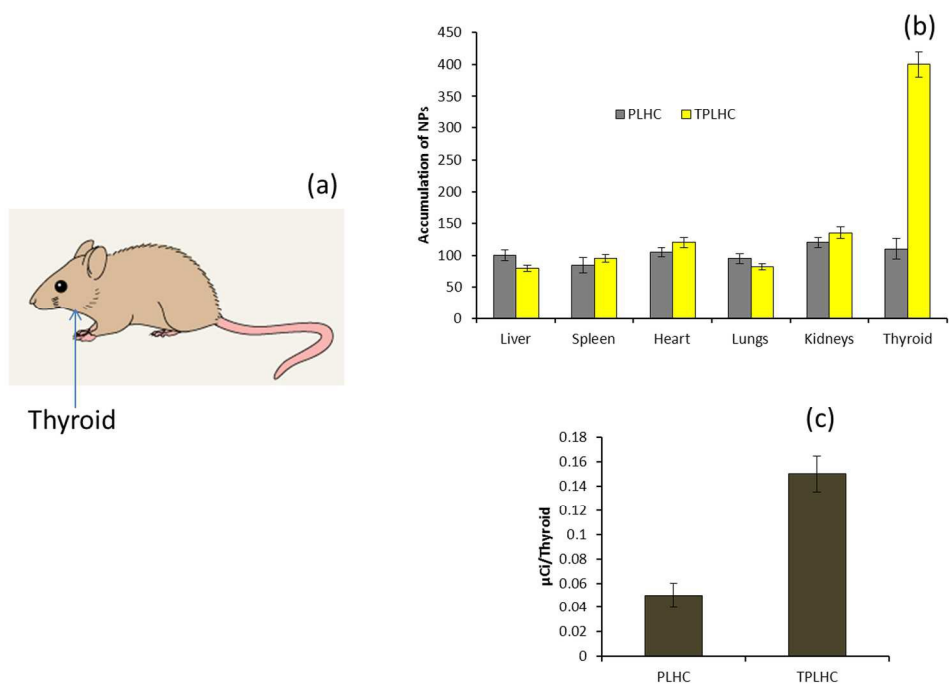 (a)
Thyroid
(b)
450
400
350
300
250
200
150
100
50
0
Accumulation of NPs
PLHC TPLHC
Liver Spleen Heart Lungs Kidneys Thyroid
(c)
0.18
0.16
0.14
0.12
0.1
0.08
0.06
0.04
0.02
0
µCi/Thyroid
PLHC TPLHC